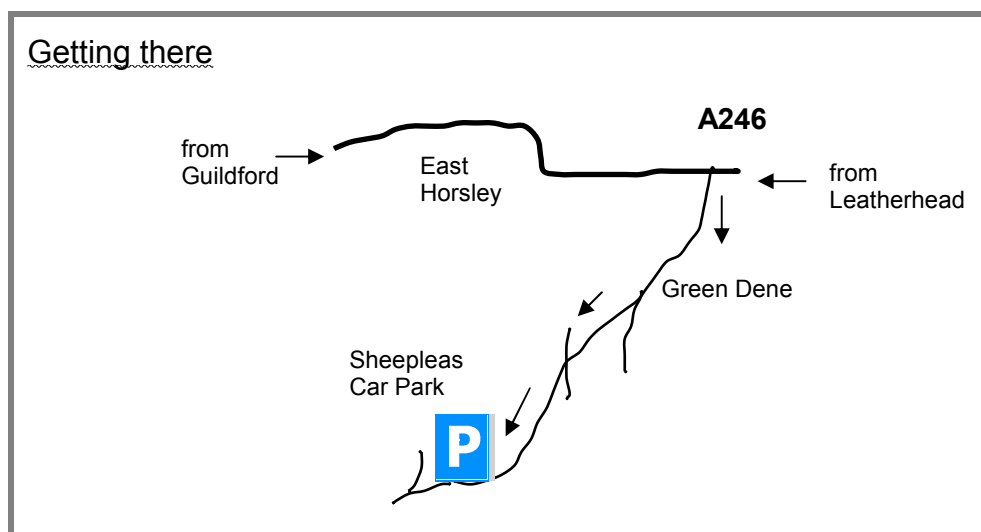 Getting there
A246
from
Guildford
East
Horsley
from
Leatherhead
Green Dene
Sheepleas
Car Park
P